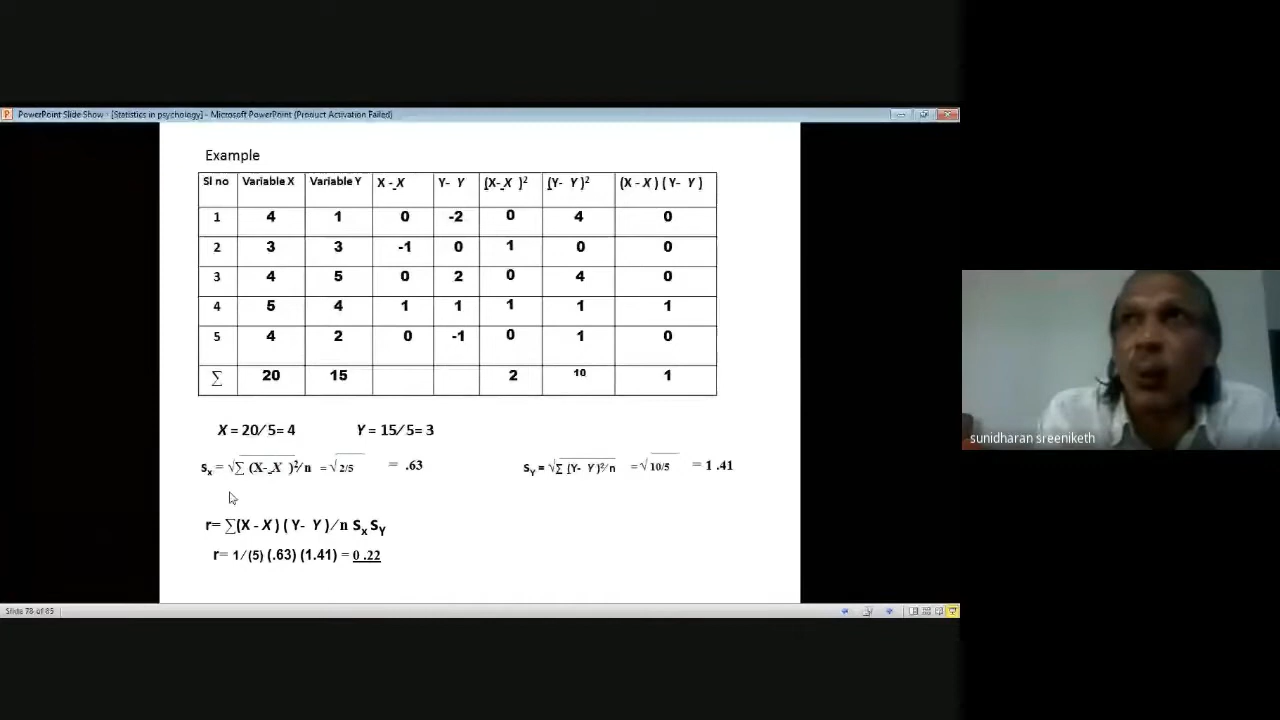 PowerPoint Slide Show - [Statistics in psychology] - Microsoft PowerPoint (Product Activation Failed)
Example
Sl no Variable X Variable Y X - X Y- Y (X- X )² (Y- Y )² (X - X ) ( Y- Y )
1 4 1 0 -2 0 4 0
2 3 3 -1 0 1 0 0
3 4 5 0 2 0 4 0
4 5 4 1 1 1 1 1
5 4 2 0 -1 0 1 0
∑ 20 15 2 10 1
X = 20/5= 4 Y = 15/5= 3
Sx = √∑ (X- X )²/n = √2/5 = .63 SY = √∑ (Y- Y )²/n = √10/5 = 1 .41
r= ∑(X - X ) ( Y- Y )/n Sx SY
r= 1/(5) (.63) (1.41) = 0 .22
Slide 78 of 85
sunidharan sreeniketh